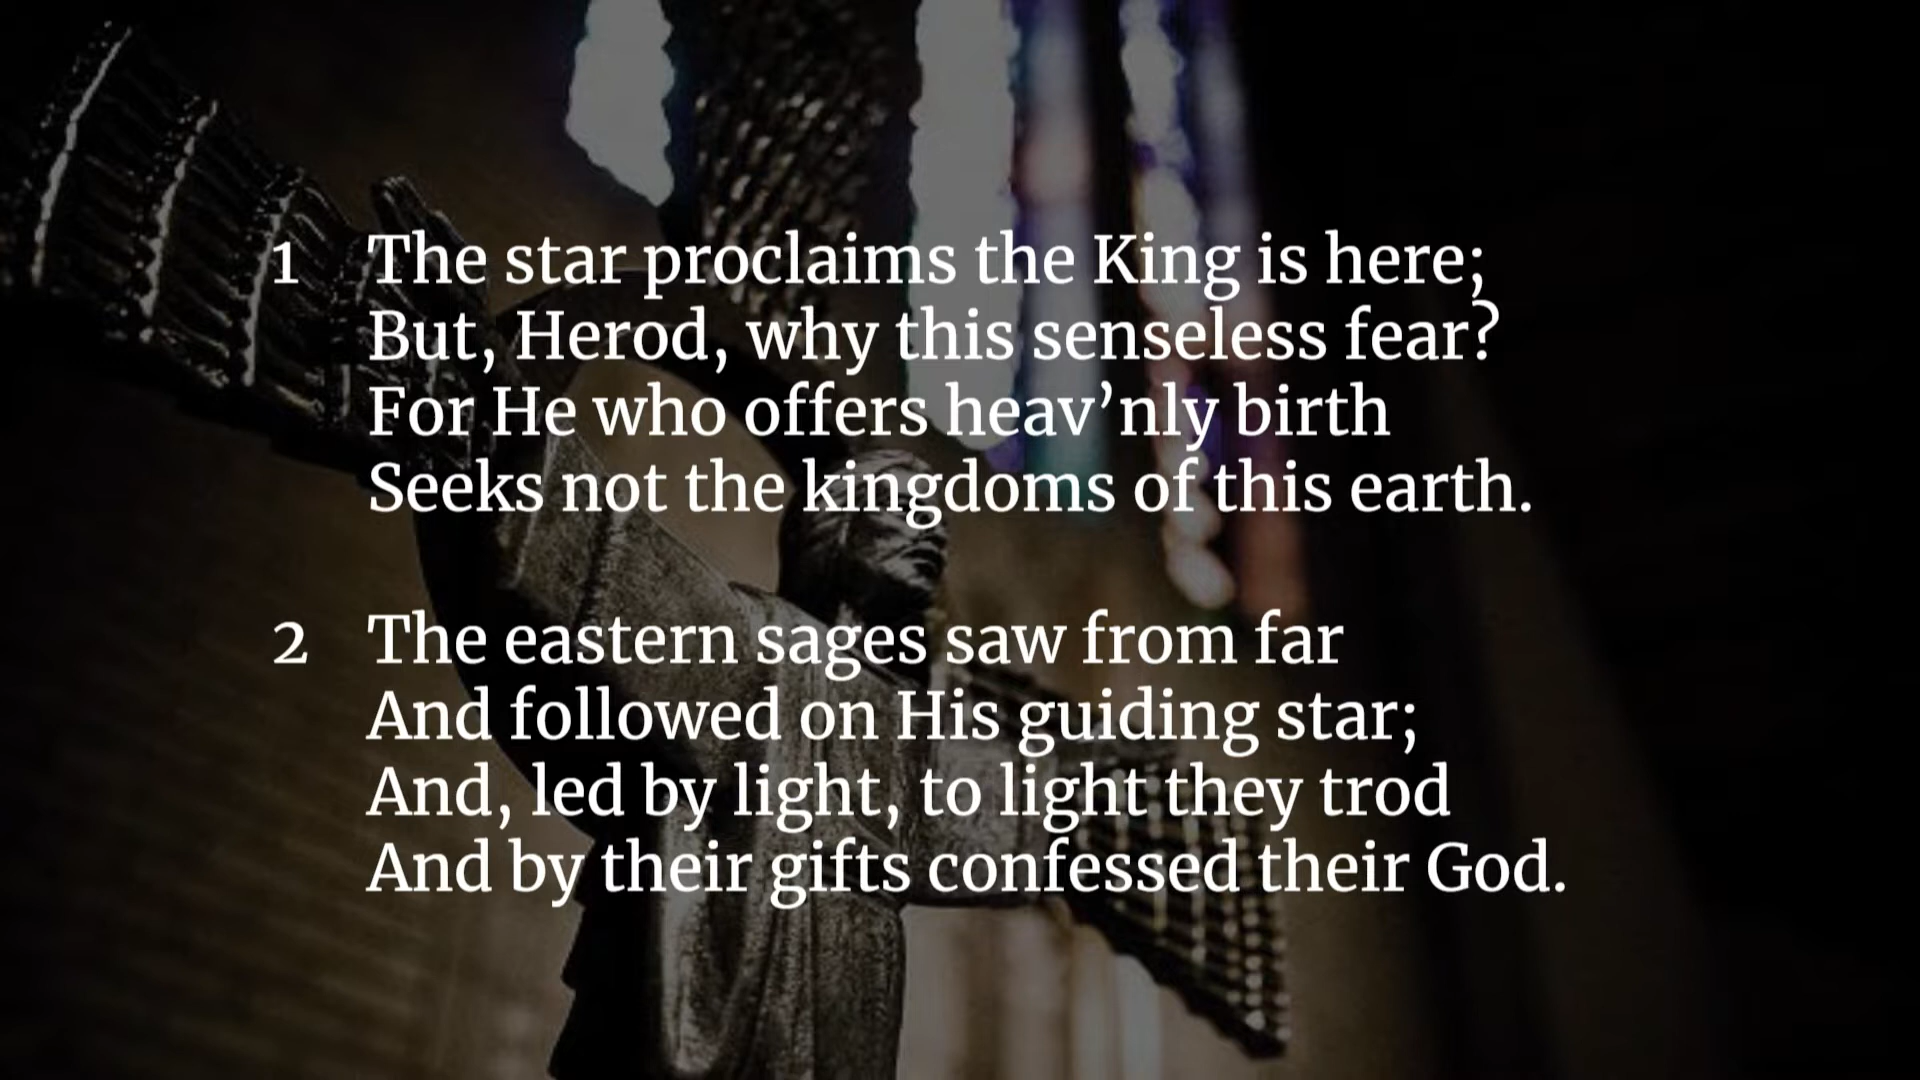 1 The star proclaims the King is here;
But, Herod, why this senseless fear?
For He who offers heav’nly birth
Seeks not the kingdoms of this earth.
2 The eastern sages saw from far
And followed on His guiding star;
And, led by light, to light they trod
And by their gifts confessed their God.